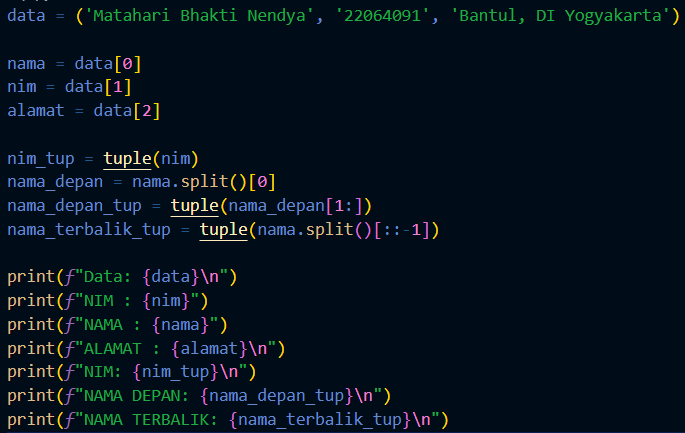 data = ('Matahari Bhakti Nendya', '22064091', 'Bantul, DI Yogyakarta')
nama = data[0]
nim = data[1]
alamat = data[2]
nim_tup = tuple(nim)
nama_depan = nama.split()[0]
nama_depan_tup = tuple(nama_depan[1:])
nama_terbalik_tup = tuple(nama.split()[::-1])
print(f"Data: {data}\n")
print(f"NIM : {nim}")
print(f"NAMA : {nama}")
print(f"ALAMAT : {alamat}\n")
print(f"NIM: {nim_tup}\n")
print(f"NAMA DEPAN: {nama_depan_tup}\n")
print(f"NAMA TERBALIK: {nama_terbalik_tup}\n")